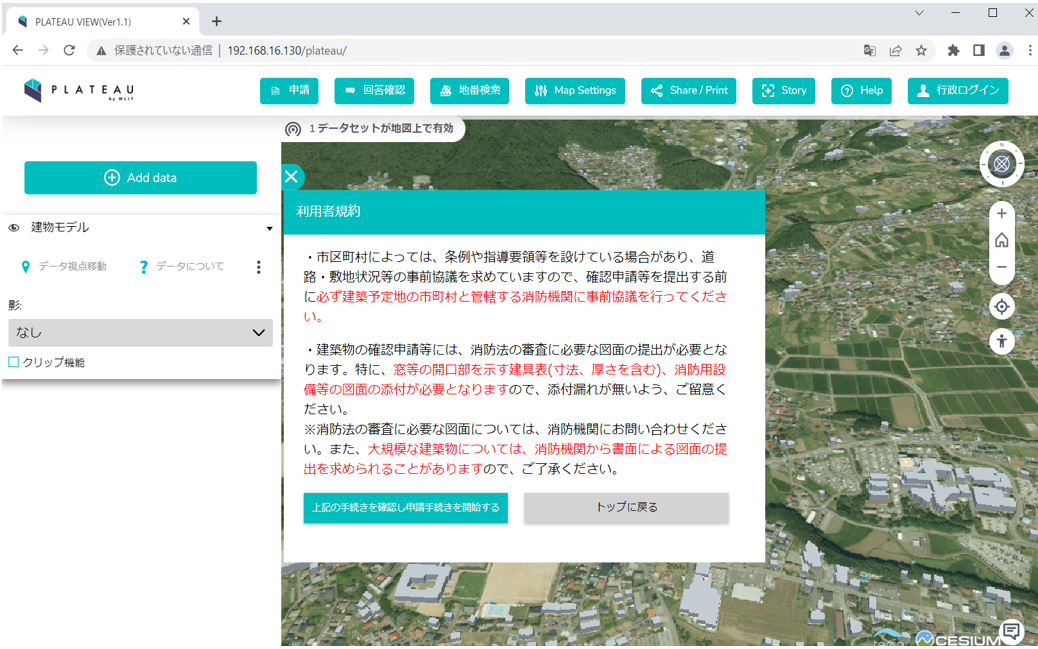 PLATEAU VIEW(Ver1.1)
保護されていない通信 | 192.168.16.130/plateau/
PLATEAU
by MLIT
申請
回答確認
地番検索
Map Settings
Share / Print
Story
Help
行政ログイン
1 データセットが地図上で有効
Add data
建物モデル
データ視点移動
? データについて
影:
なし
クリップ機能
利用者規約
・市区町村によっては、条例や指導要領等を設けている場合があり、道
路・敷地状況等の事前協議を求めていますので、確認申請等を提出する前
に必ず建築予定地の市町村と管轄する消防機関に事前協議を行ってくださ
い。
・建築物の確認申請等には、消防法の審査に必要な図面の提出が必要とな
ります。特に、窓等の開口部を示す建具表(寸法、厚さを含む)、消防用設
備等の図面の添付が必要となりますので、添付漏れが無いよう、ご留意く
ださい。
※消防法の審査に必要な図面については、消防機関にお問い合わせくださ
い。また、大規模な建築物については、消防機関から書面による図面の提
出を求められることがありますので、ご了承ください。
上記の手続きを確認し申請手続きを開始する
トップに戻る
CESIUM